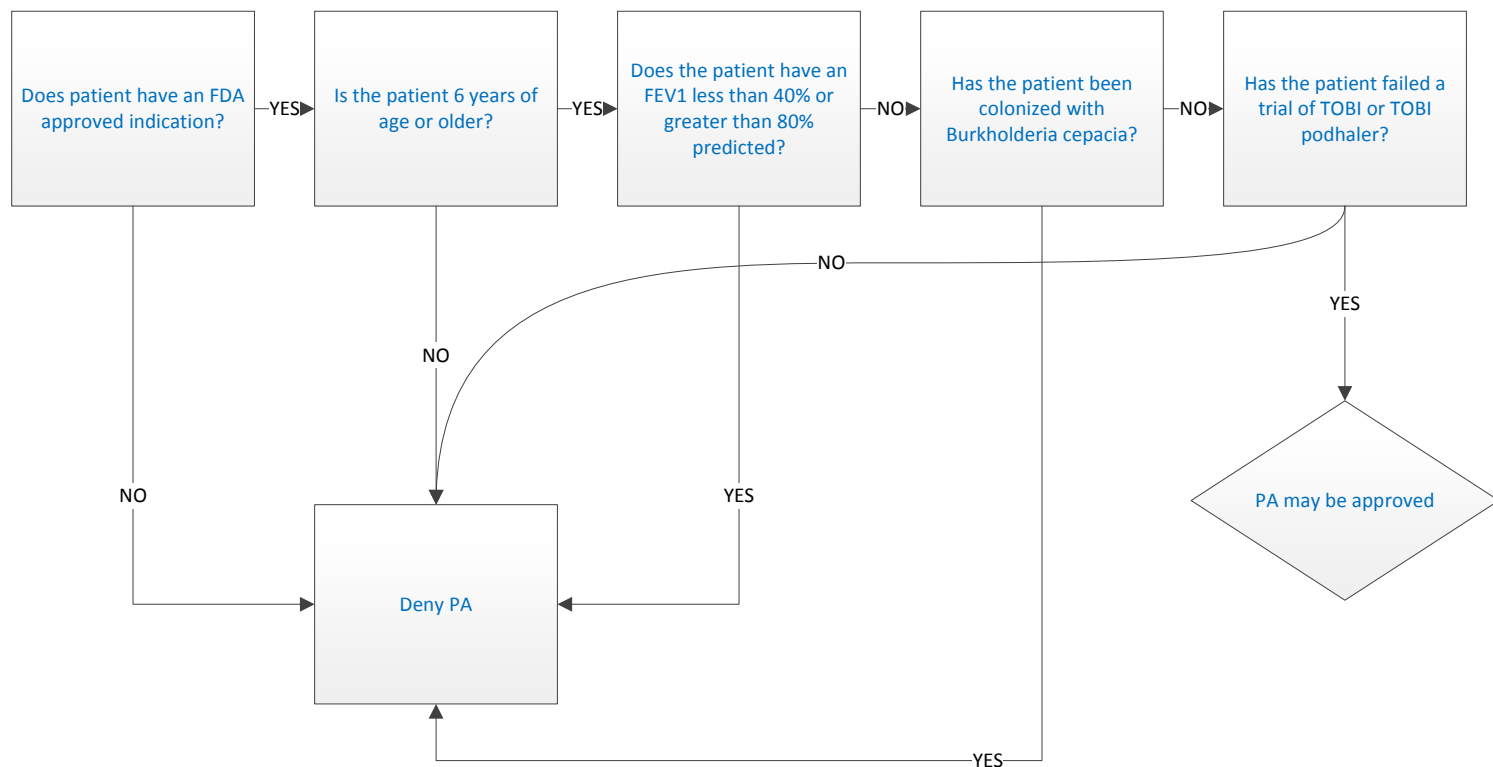 Does patient have an FDA
approved indication?
YES
Is the patient 6 years of
age or older?
YES
Does the patient have an
FEV1 less than 40% or
greater than 80%
predicted?
NO
Has the patient been
colonized with
Burkholderia cepacia?
NO
Has the patient failed a
trial of TOBI or TOBI
podhaler?
NO
YES
NO
NO
YES
PA may be approved
Deny PA
YES